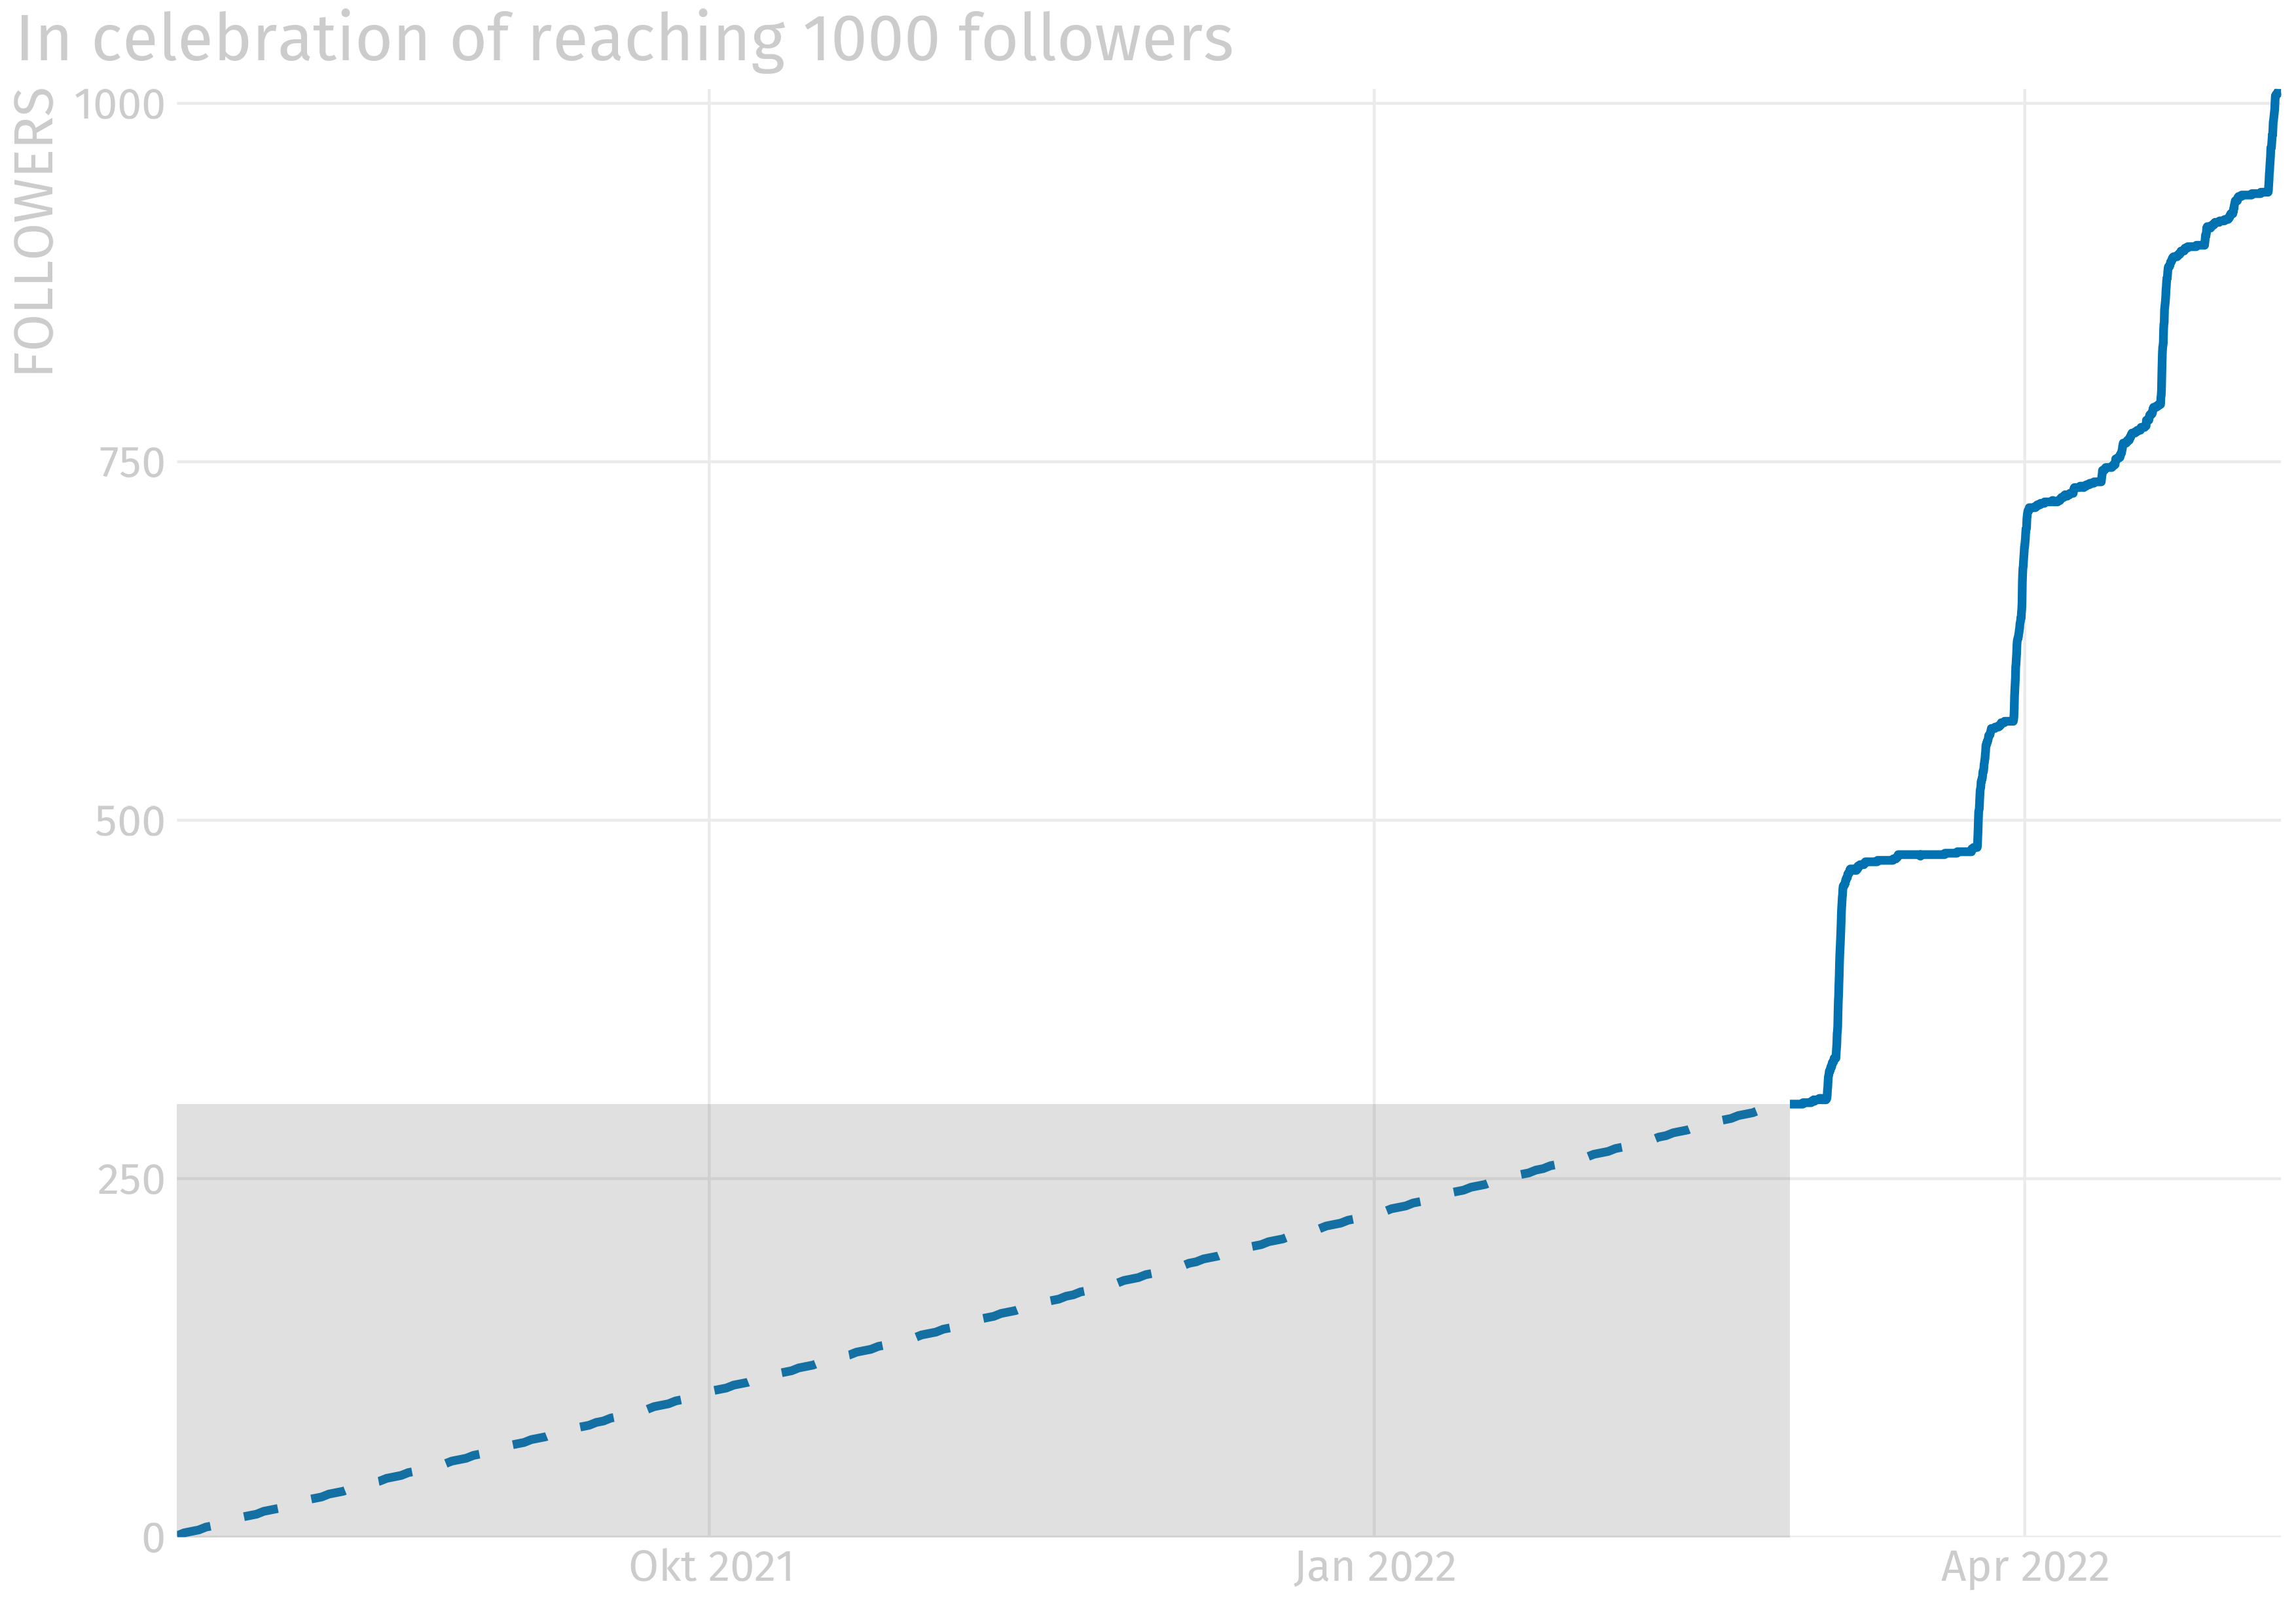 In celebration of reaching 1000 followers
FOLLOWERS
1000
750
500
250
0
Okt 2021
Jan 2022
Apr 2022